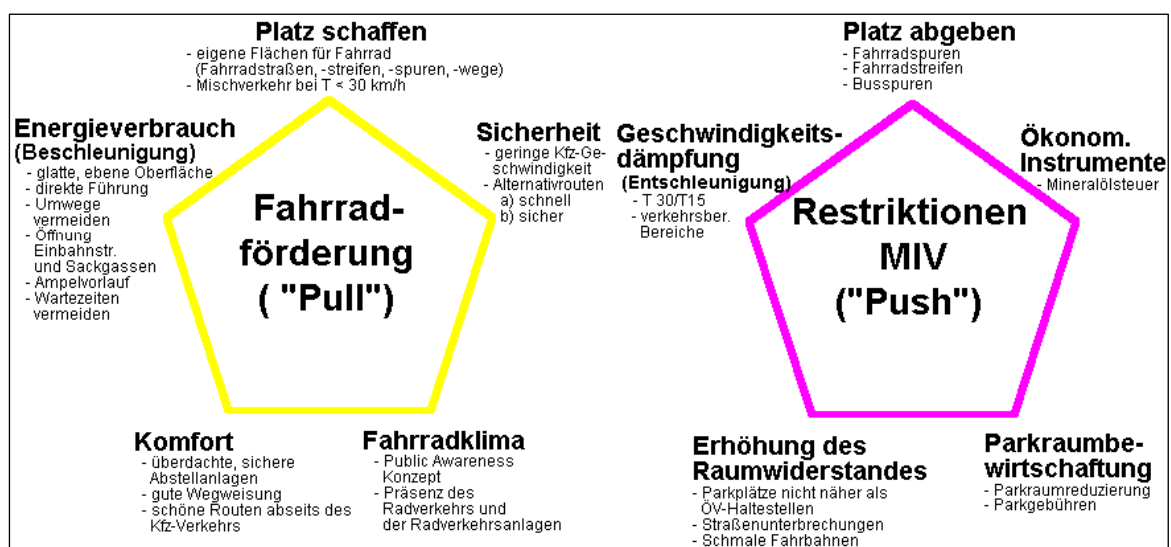 Platz schaffen
- eigene Flächen für Fahrrad
(Fahrradstraßen, -streifen, -spuren, -wege)
- Mischverkehr bei T < 30 km/h
Energieverbrauch
(Beschleunigung)
- glatte, ebene Oberfläche
- direkte Führung
- Umwege
vermeiden
- Öffnung
Einbahnstr.
und Sackgassen
- Ampelvorlauf
- Wartezeiten
vermeiden
Sicherheit
- geringe Kfz-Ge-
schwindigkeit
- Alternativrouten
a) schnell
b) sicher
Fahrrad-
förderung
( "Pull")
Komfort
- überdachte, sichere
Abstellanlagen
- gute Wegweisung
- schöne Routen abseits des
Kfz-Verkehrs
Fahrradklima
- Public Awareness
Konzept
- Präsenz des
Radverkehrs und
der Radverkehrsanlagen
Platz abgeben
- Fahrradspuren
- Fahrradstreifen
- Busspuren
Geschwindigkeits-
dämpfung
(Entschleunigung)
- T 30/T15
- verkehrsber.
Bereiche
Ökonom.
Instrumente
- Mineralölsteuer
Restriktionen
MIV
("Push")
Erhöhung des
Raumwiderstandes
- Parkplätze nicht näher als
ÖV-Haltestellen
- Straßenunterbrechungen
- Schmale Fahrbahnen
Parkraumbe-
wirtschaftung
- Parkraumreduzierung
- Parkgebühren